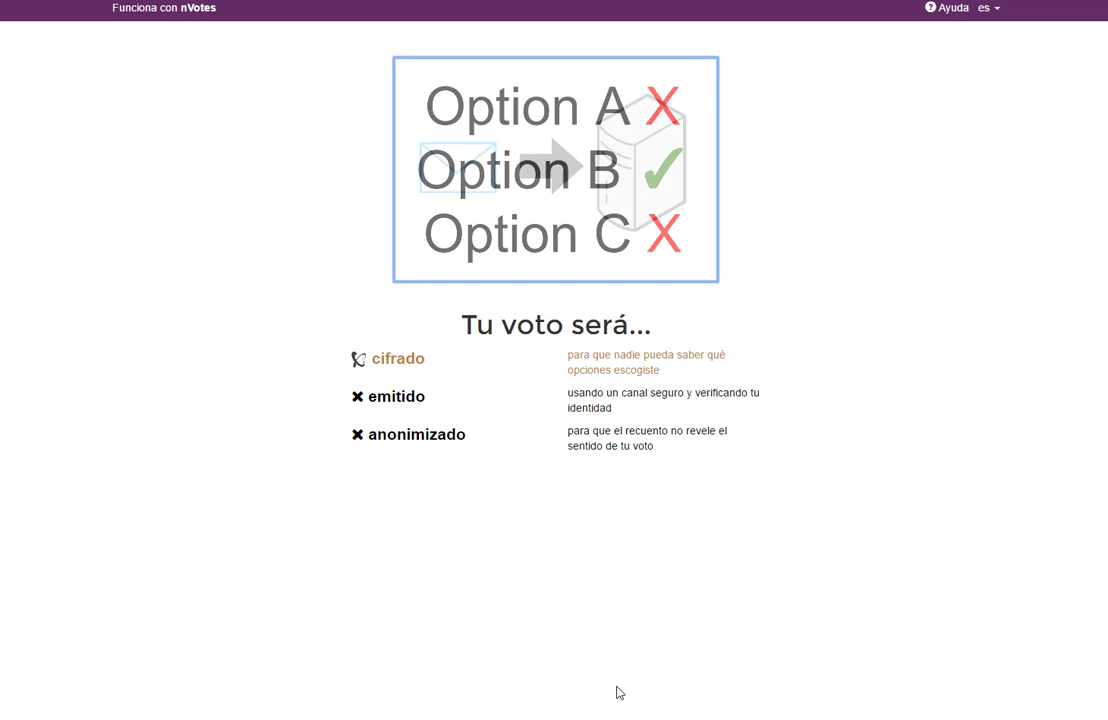 Funciona con nVotes
Ayuda es
Option A X
Option B ✓
Option C X
Tu voto será...
cifrado
para que nadie pueda saber qué
opciones escogiste
emitido
usando un canal seguro y verificando tu
identidad
anonimizado
para que el recuento no revele el
sentido de tu voto